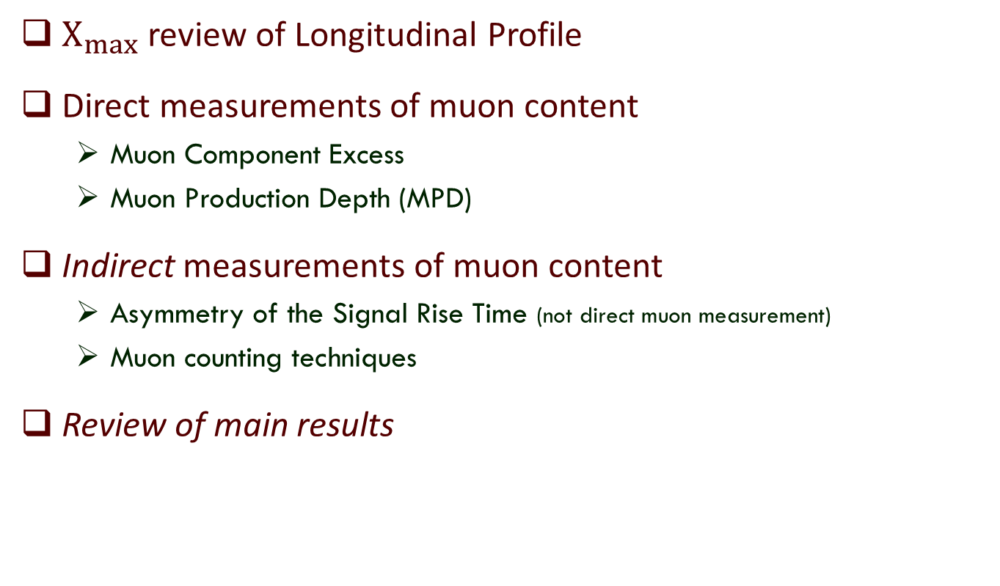 ❑ Xmax review of Longitudinal Profile
❑ Direct measurements of muon content
➢ Muon Component Excess
➢ Muon Production Depth (MPD)
❑ Indirect measurements of muon content
➢ Asymmetry of the Signal Rise Time (not direct muon measurement)
➢ Muon counting techniques
❑ Review of main results